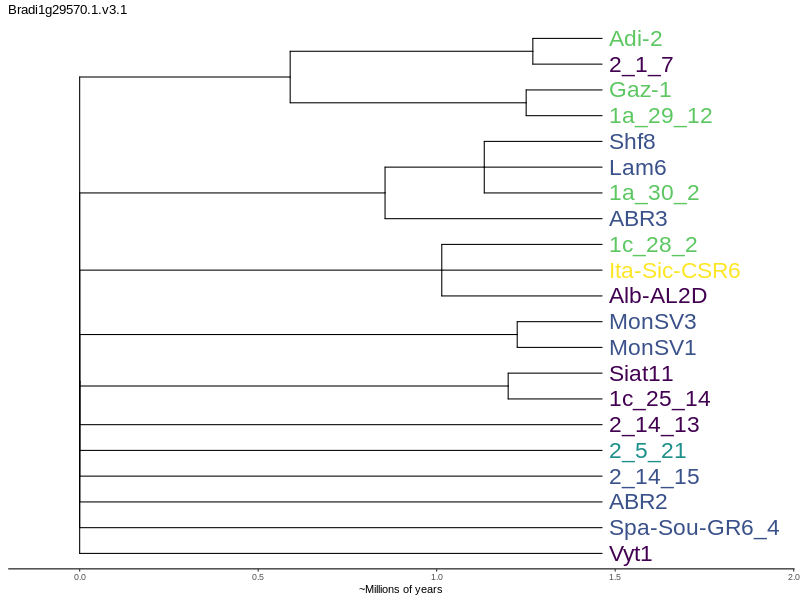 Bradi1g29570.1.v3.1
Adi-2
2_1_7
Gaz-1
1a_29_12
Shf8
Lam6
1a_30_2
ABR3
1c_28_2
Ita-Sic-CSR6
Alb-AL2D
MonSV3
MonSV1
Siat11
1c_25_14
2_14_13
2_5_21
2_14_15
ABR2
Spa-Sou-GR6_4
Vyt1
0.0 0.5 1.0 1.5 2.0
~Millions of years